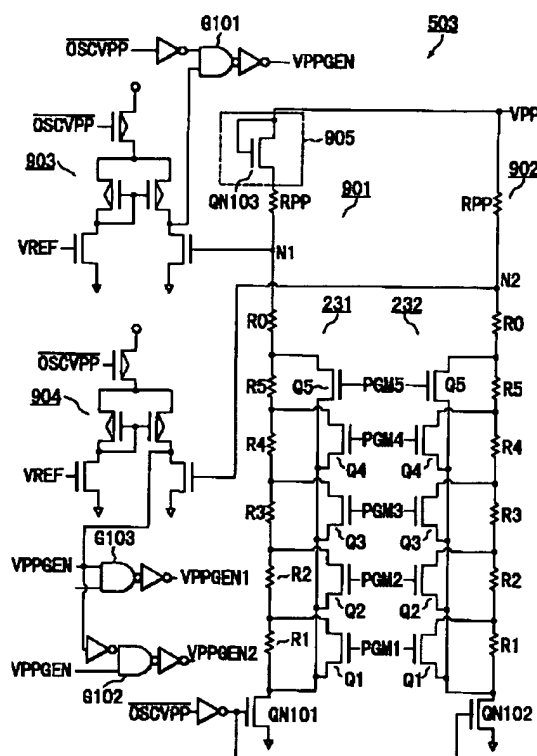 G101
503
OSCVPP
VPPGEN
VPP
OSCVPP
905
903
901
902
QN103
RPP
RPP
VREF
N1
N2
231
232
R0
R0
OSCVPP
Q5
PGM5
Q5
R5
R5
904
PGM4
R4
Q4
Q4
R4
VREF
PGM3
R3
Q3
Q3
R3
G103
VPPGEN
VPPGEN1
R2
PGM2
R2
Q2
Q2
VPPGEN2
R1
PGM1
R1
VPPGEN
G102
Q1
Q1
OSCVPP
QN101
QN102